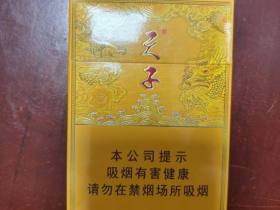 天子
本公司提示
吸烟有害健康
请勿在禁烟场所吸烟